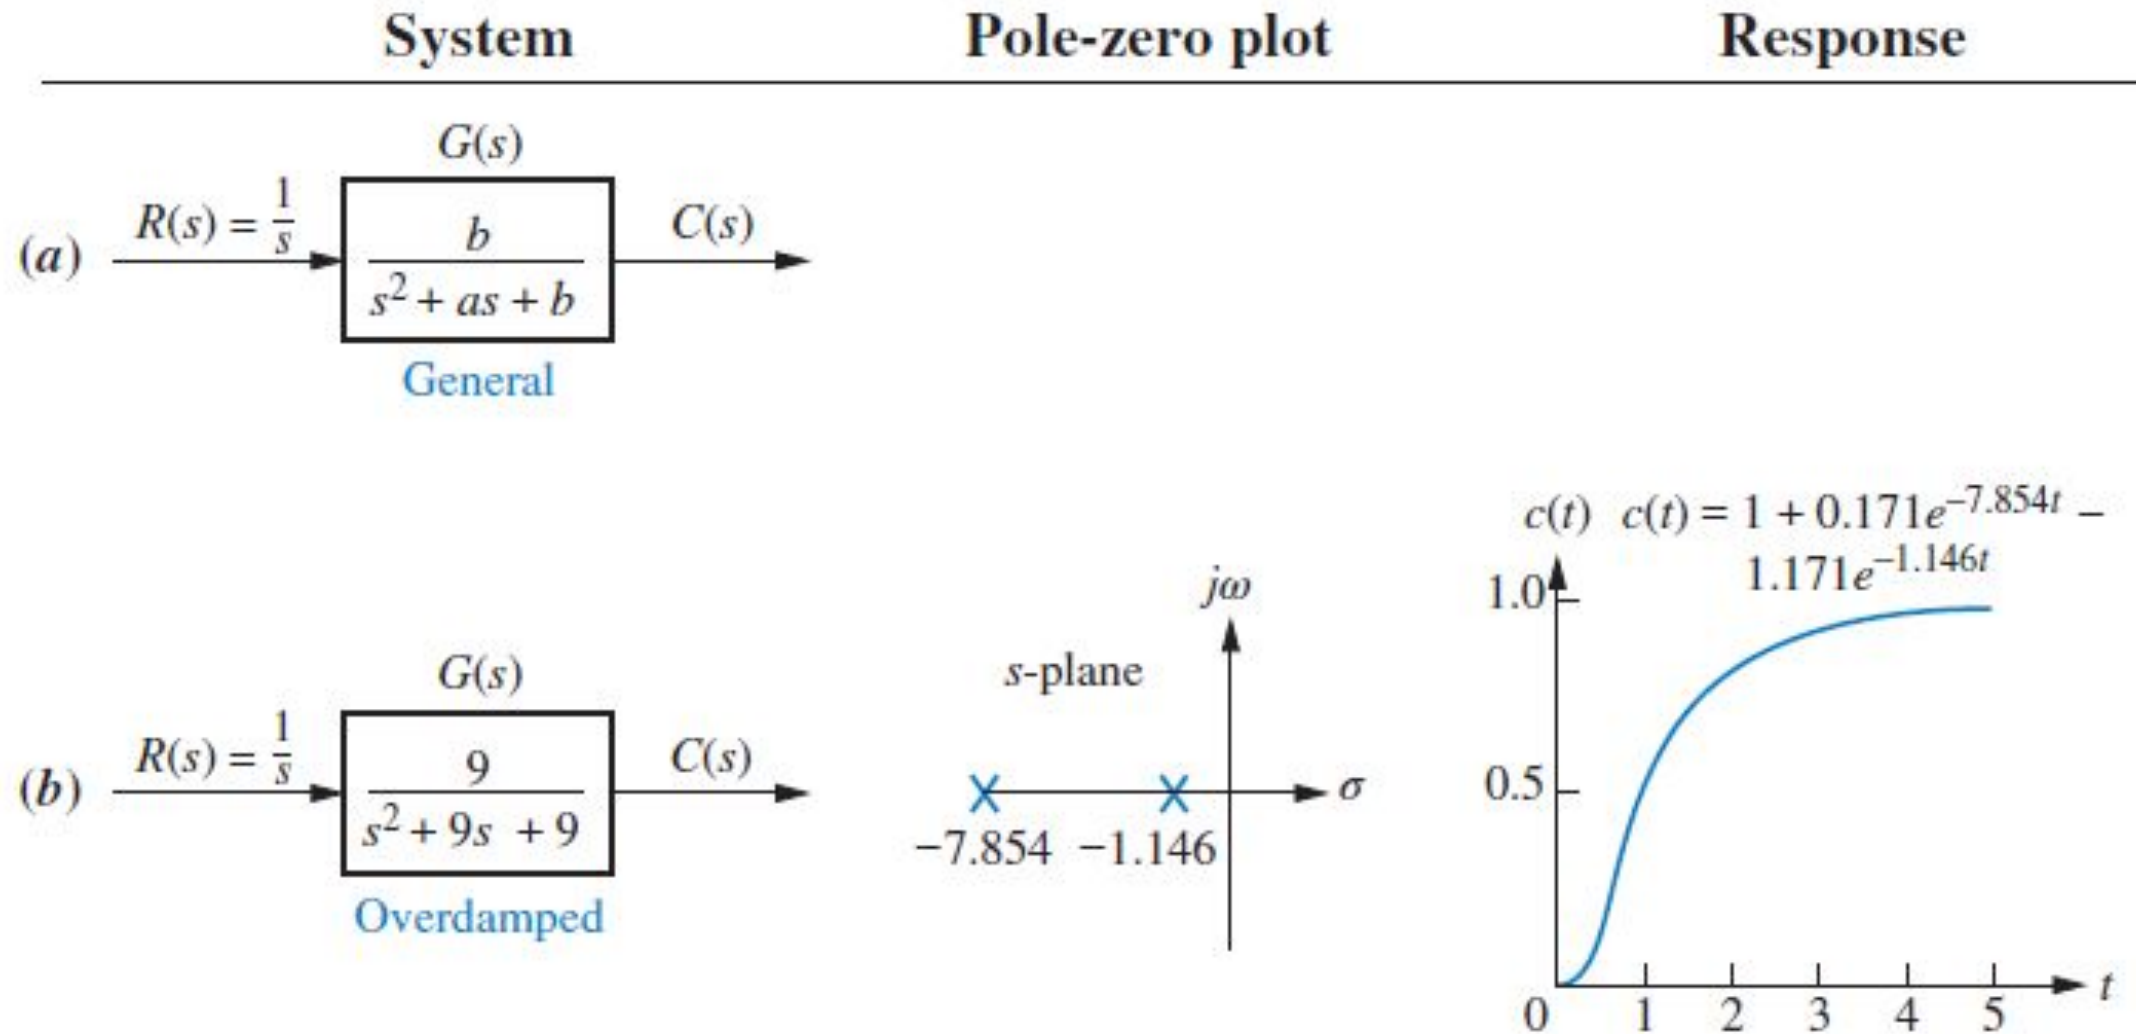 System Pole-zero plot Response
G(s)
(a) R(s) = 1/s b/(s² + as + b) C(s)
General
G(s)
(b) R(s) = 1/s 9/(s² + 9s + 9) C(s)
Overdamped
jω
s-plane
σ
−7.854 −1.146
c(t) c(t) = 1 + 0.171e^−7.854t −
1.171e^−1.146t
1.0
0.5
0 1 2 3 4 5 t